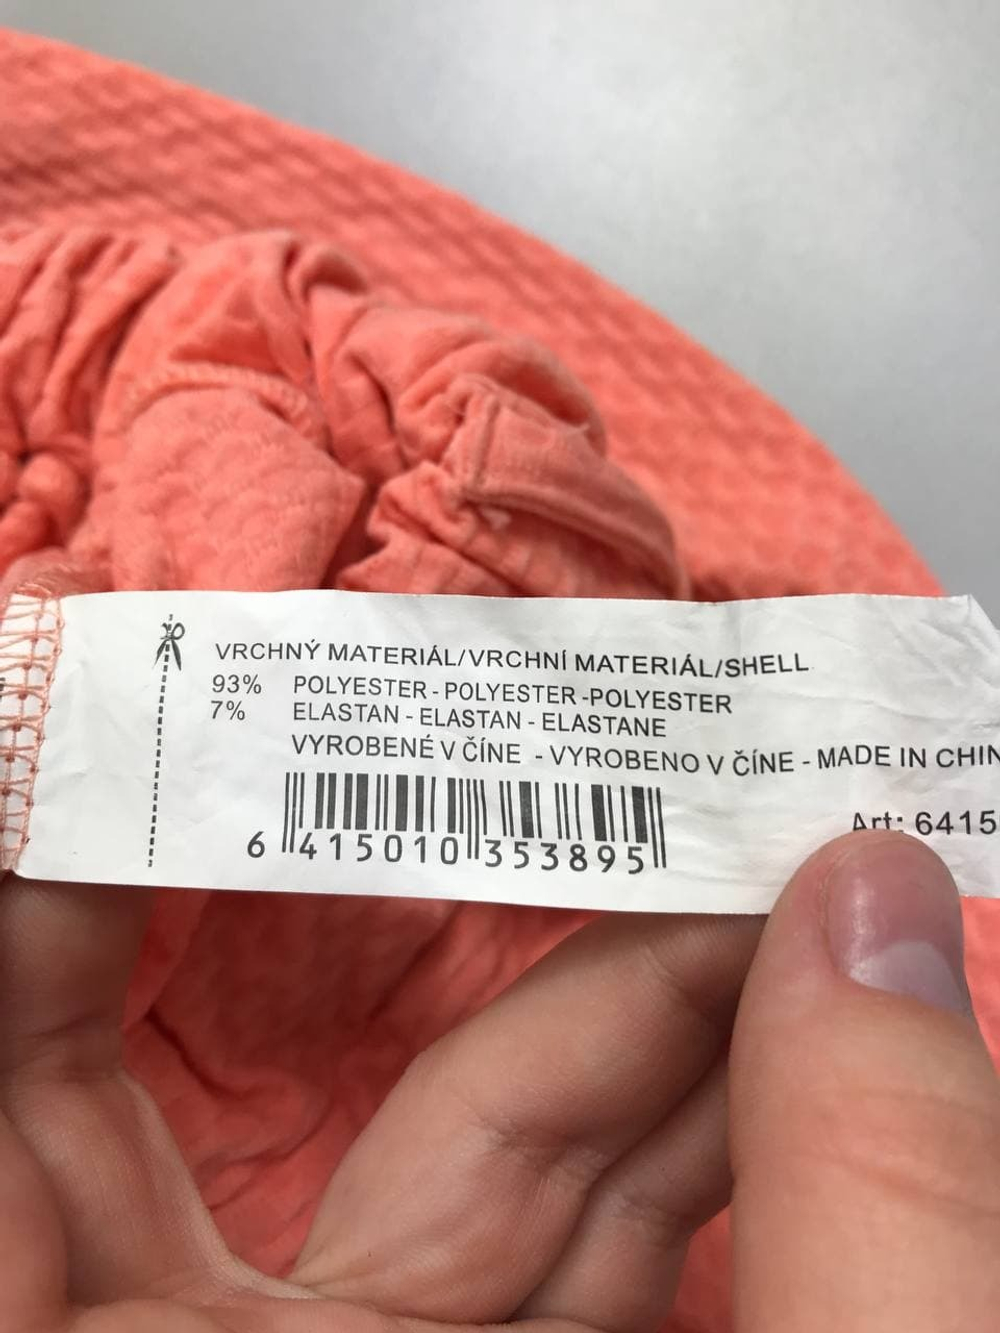 VRCHNÝ MATERIÁL/VRCHNÍ MATERIÁL/SHELL
93% POLYESTER - POLYESTER -POLYESTER
7% ELASTAN - ELASTAN - ELASTANE
VYROBENÉ V ČÍNE - VYROBENO V ČÍNE - MADE IN CHIN
Art: 6415
6 415010 353895